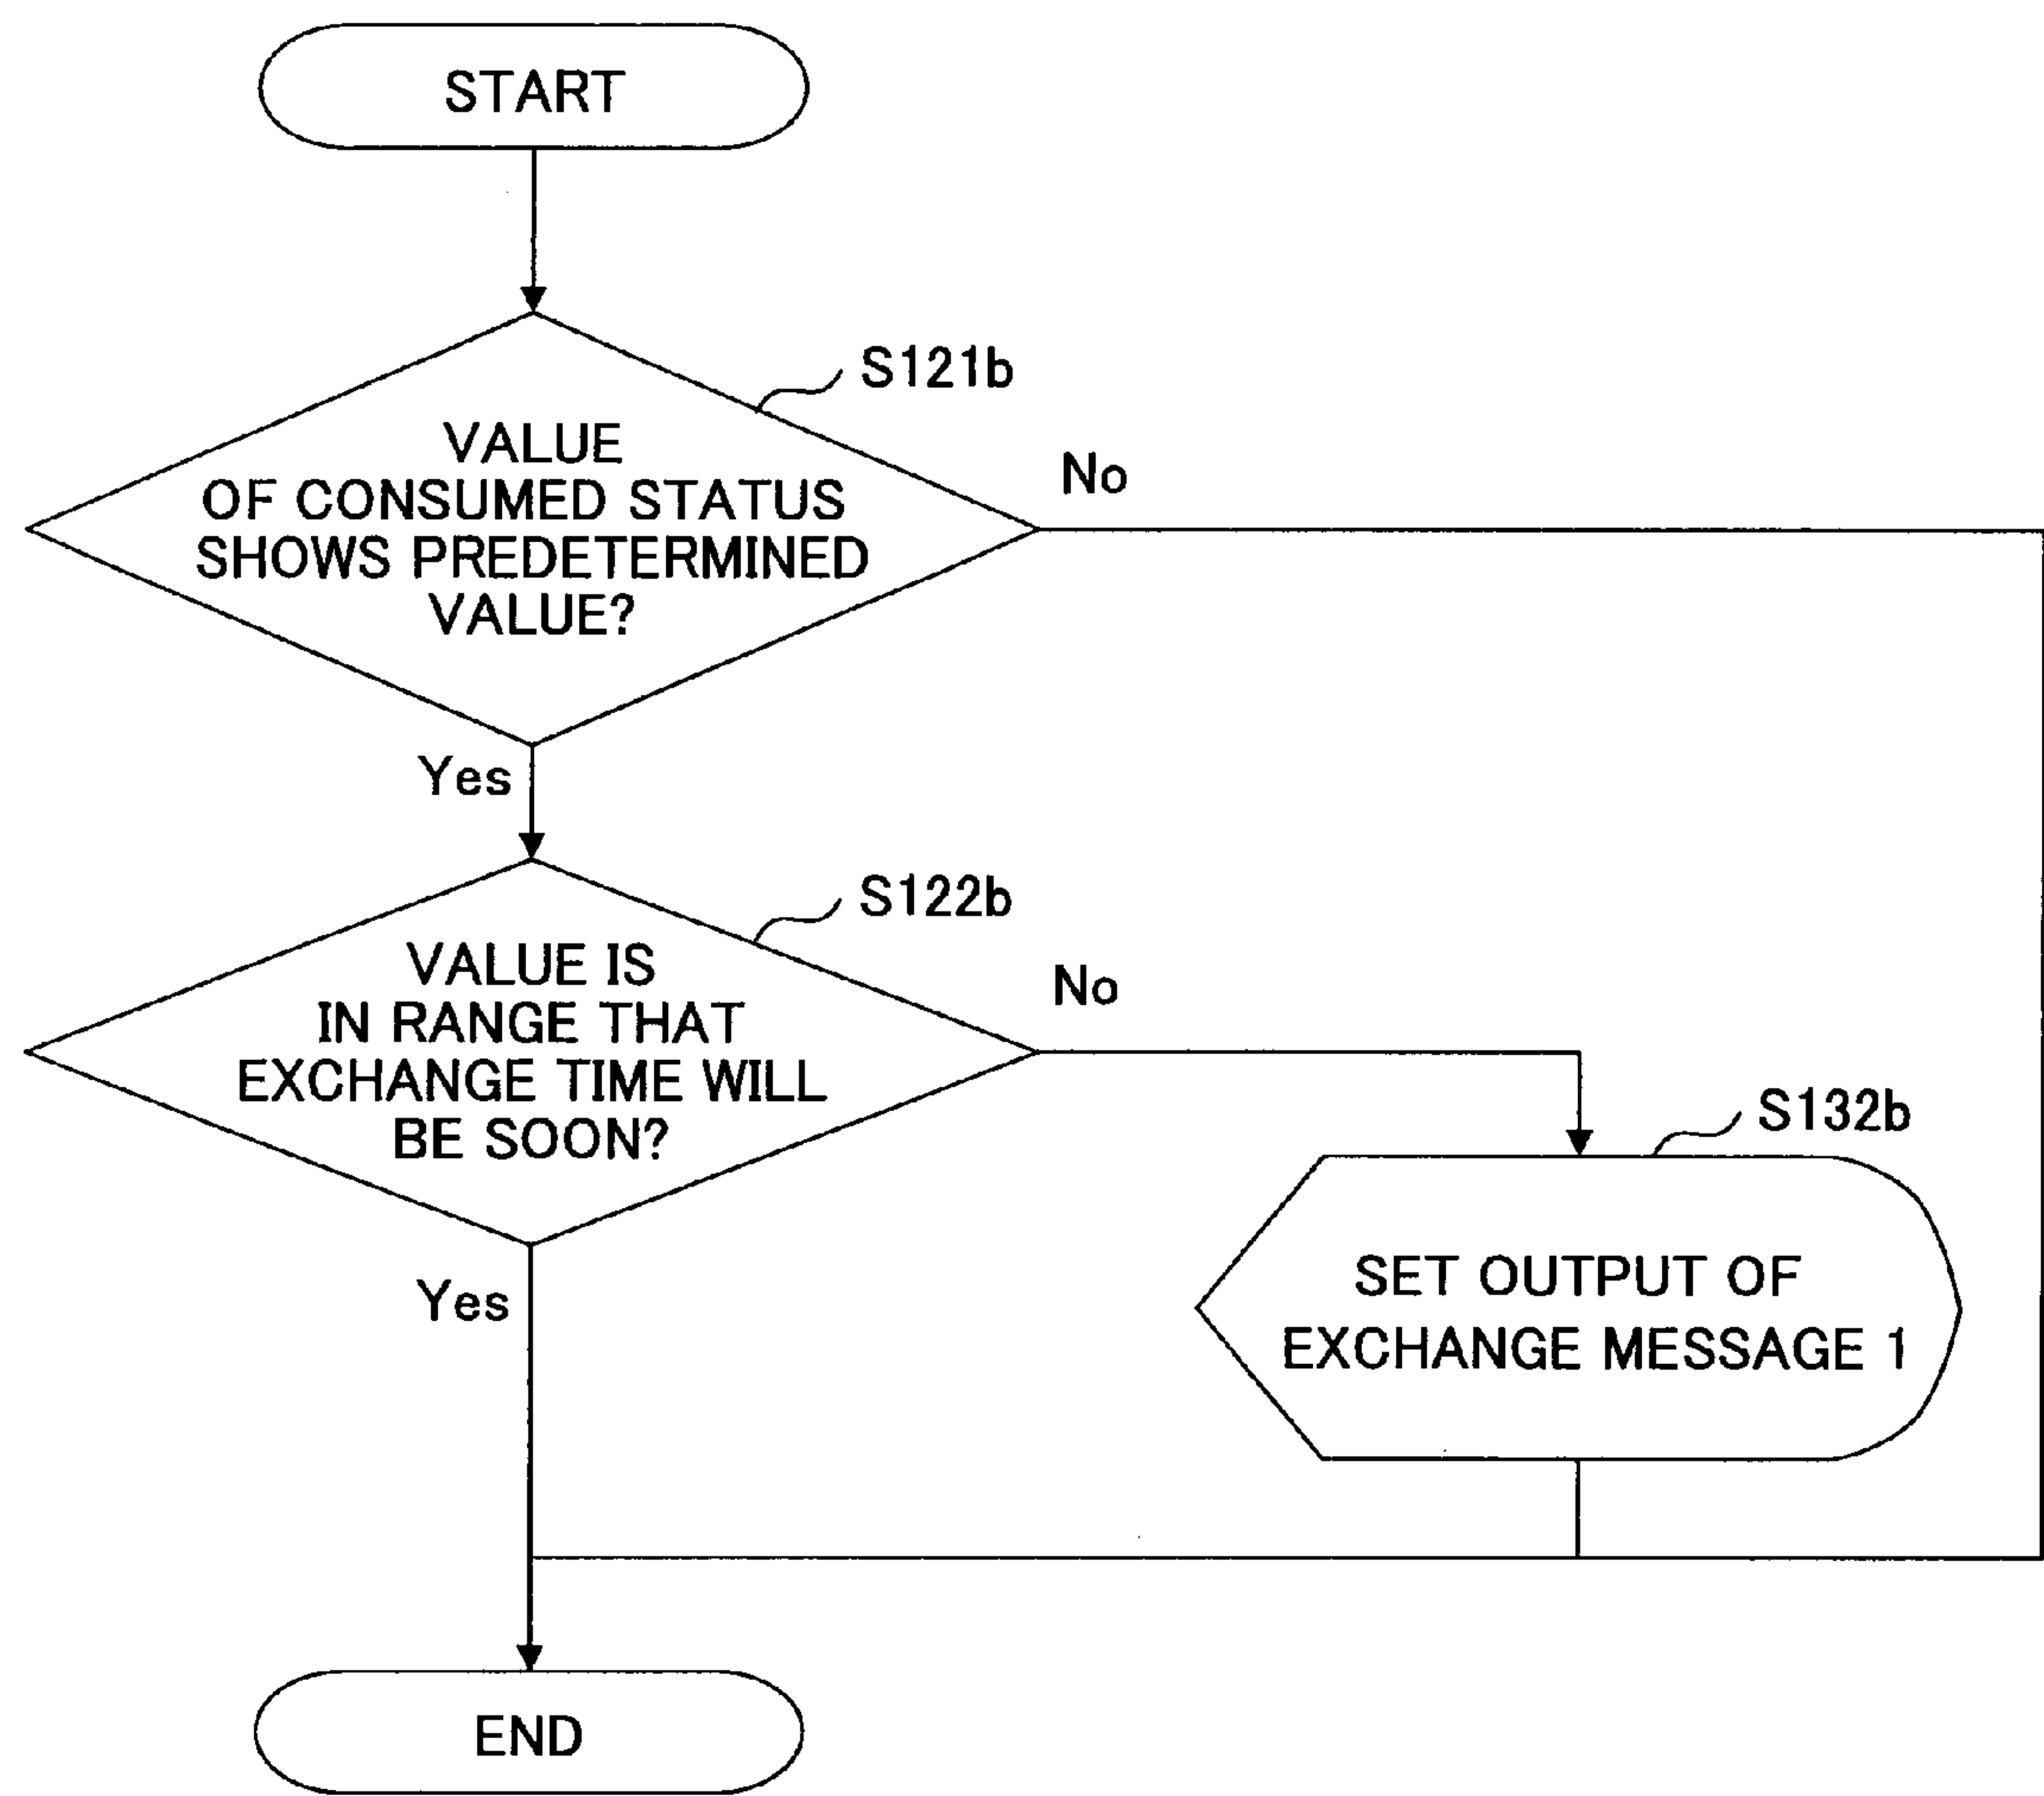 START
S121b
VALUE
OF CONSUMED STATUS
SHOWS PREDETERMINED
VALUE?
No
Yes
S122b
VALUE IS
IN RANGE THAT
EXCHANGE TIME WILL
BE SOON?
No
Yes
S132b
SET OUTPUT OF
EXCHANGE MESSAGE 1
END